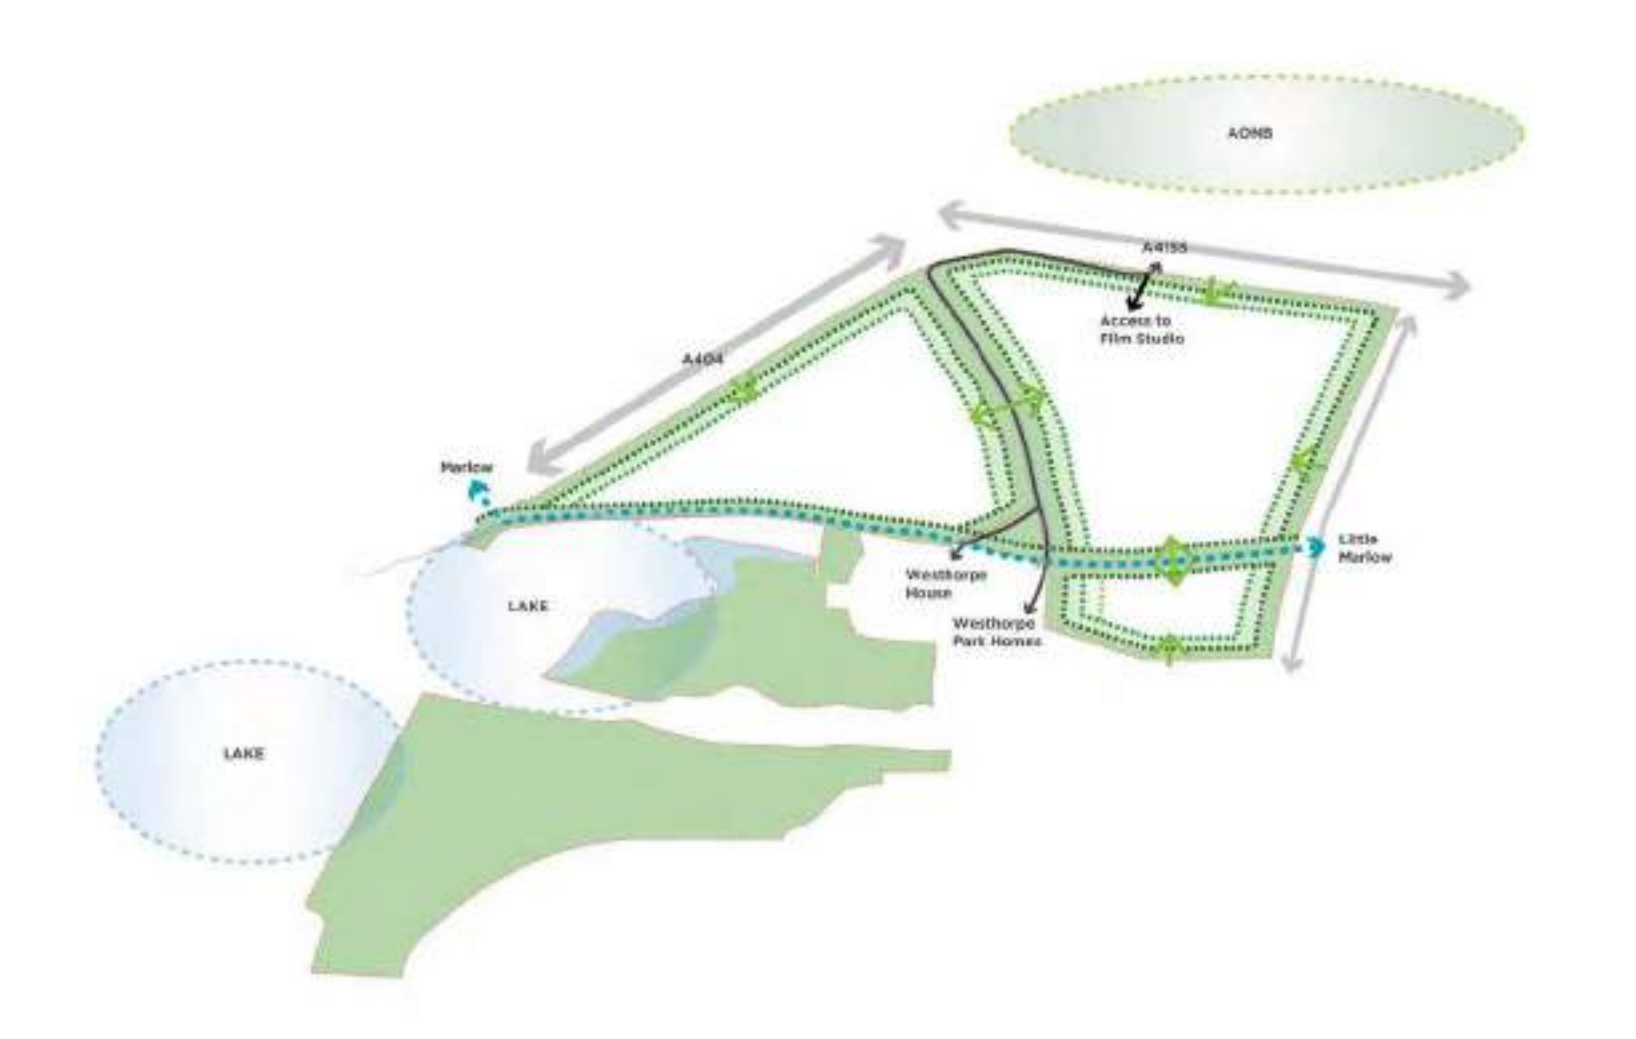 AONB
A4155
Access to
Film Studio
A404
Marlow
Little
Marlow
Westhorpe
House
LAKE
Westhorpe
Park Homes
LAKE